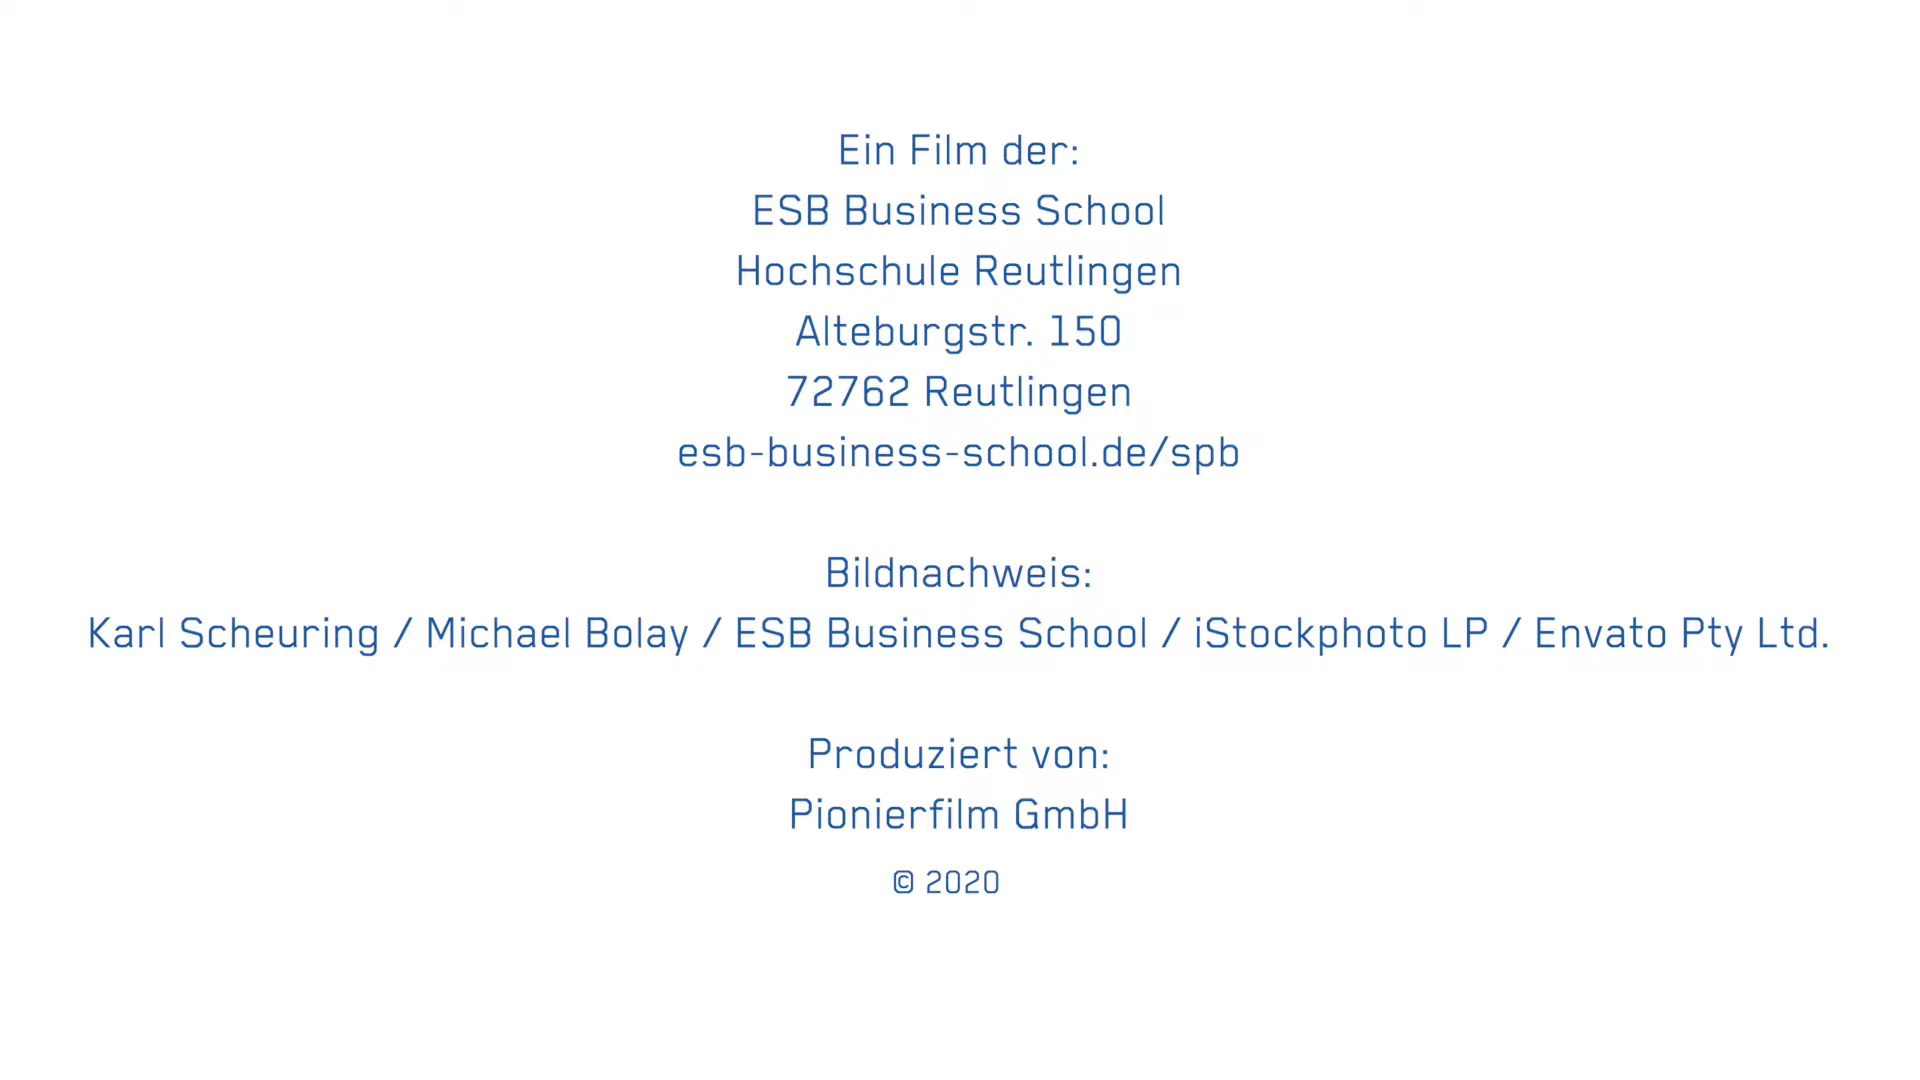 Ein Film der:
ESB Business School
Hochschule Reutlingen
Alteburgstr. 150
72762 Reutlingen
esb-business-school.de/spb
Bildnachweis:
Karl Scheuring / Michael Bolay / ESB Business School / iStockphoto LP / Envato Pty Ltd.
Produziert von:
Pionierfilm GmbH
© 2020